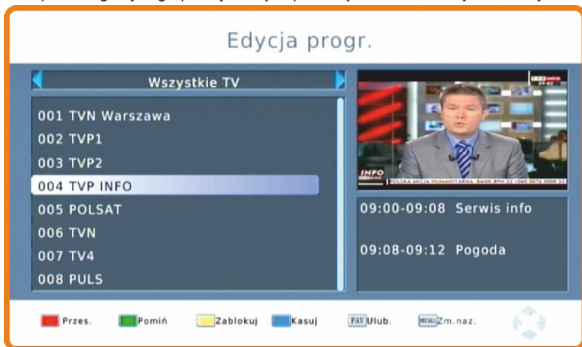 Edycja progr.
Wszystkie TV
001 TVN Warszawa
002 TVP1
003 TVP2
004 TVP INFO
005 POLSAT
006 TVN
007 TV4
008 PULS
INFO
09:00-09:08 Serwis info
09:08-09:12 Pogoda
Przes.
Pomiń
Zablokuj
Kasuj
FAV Ulub.
Zm.naz.